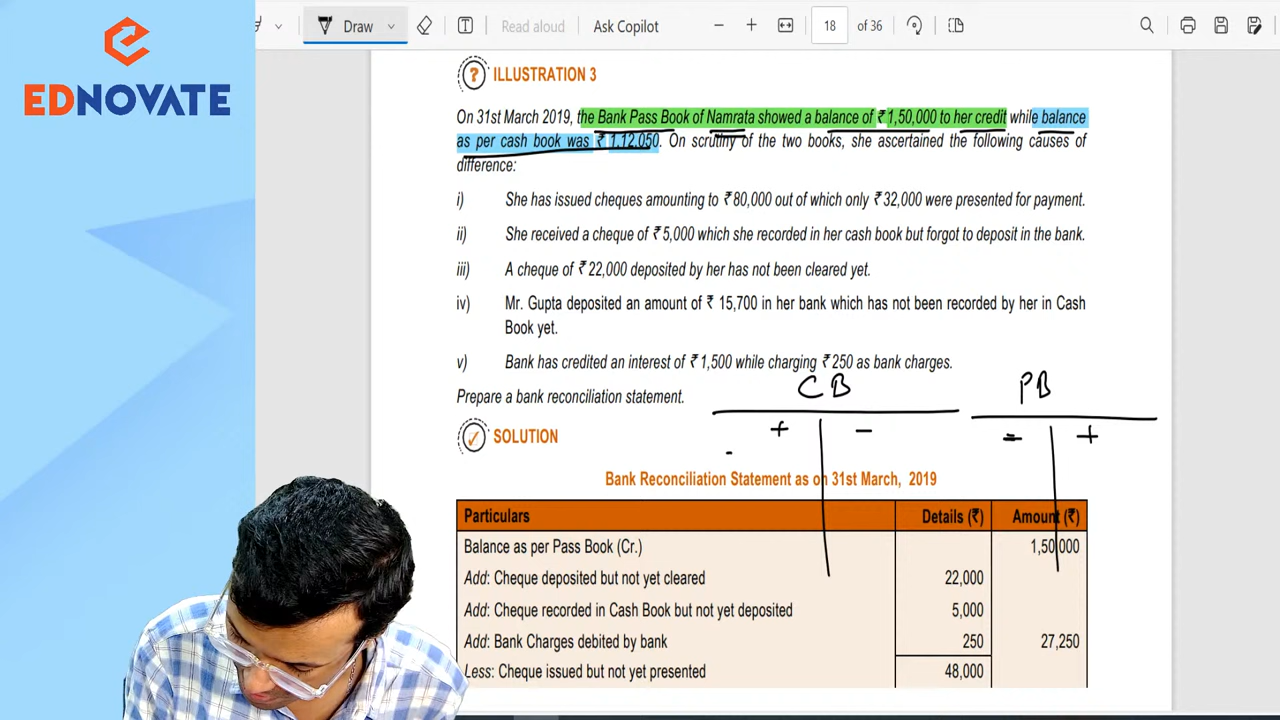 Draw
Read aloud
Ask Copilot
18
of 36
EDNOVATE
ILLUSTRATION 3
On 31st March 2019, the Bank Pass Book of Namrata showed a balance of ₹ 1,50,000 to her credit while balance
as per cash book was ₹ 1,12,050. On scrutiny of the two books, she ascertained the following causes of
difference:
i) She has issued cheques amounting to ₹ 80,000 out of which only ₹ 32,000 were presented for payment.
ii) She received a cheque of ₹ 5,000 which she recorded in her cash book but forgot to deposit in the bank.
iii) A cheque of ₹ 22,000 deposited by her has not been cleared yet.
iv) Mr. Gupta deposited an amount of ₹ 15,700 in her bank which has not been recorded by her in Cash
Book yet.
v) Bank has credited an interest of ₹ 1,500 while charging ₹ 250 as bank charges.
CB PB
Prepare a bank reconciliation statement.
+ - = +
SOLUTION
Bank Reconciliation Statement as on 31st March, 2019
Particulars Details (₹) Amount (₹)
Balance as per Pass Book (Cr.) 1,50,000
Add: Cheque deposited but not yet cleared 22,000
Add: Cheque recorded in Cash Book but not yet deposited 5,000
Add: Bank Charges debited by bank 250 27,250
Less: Cheque issued but not yet presented 48,000